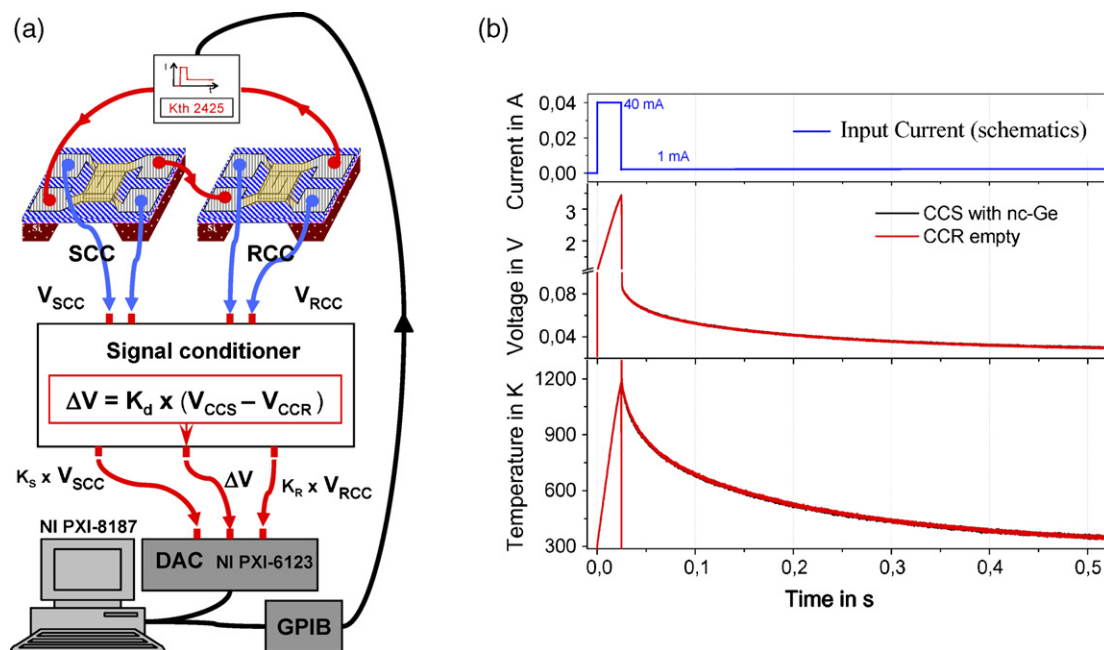 (a)
I
t
Kth 2425
SCC
RCC
V_SCC
V_RCC
Signal conditioner
ΔV = K_d x (V_CCS – V_CCR)
K_S x V_SCC
ΔV
K_R x V_RCC
NI PXI-8187
DAC NI PXI-6123
GPIB
(b)
Current in A
0,04
0,02
0,00
40 mA
1 mA
Input Current (schematics)
Voltage in V
3
2
0.08
0.04
CCS with nc-Ge
CCR empty
Temperature in K
1200
900
600
300
0,0
0,1
0,2
0,3
0,4
0,5
Time in s